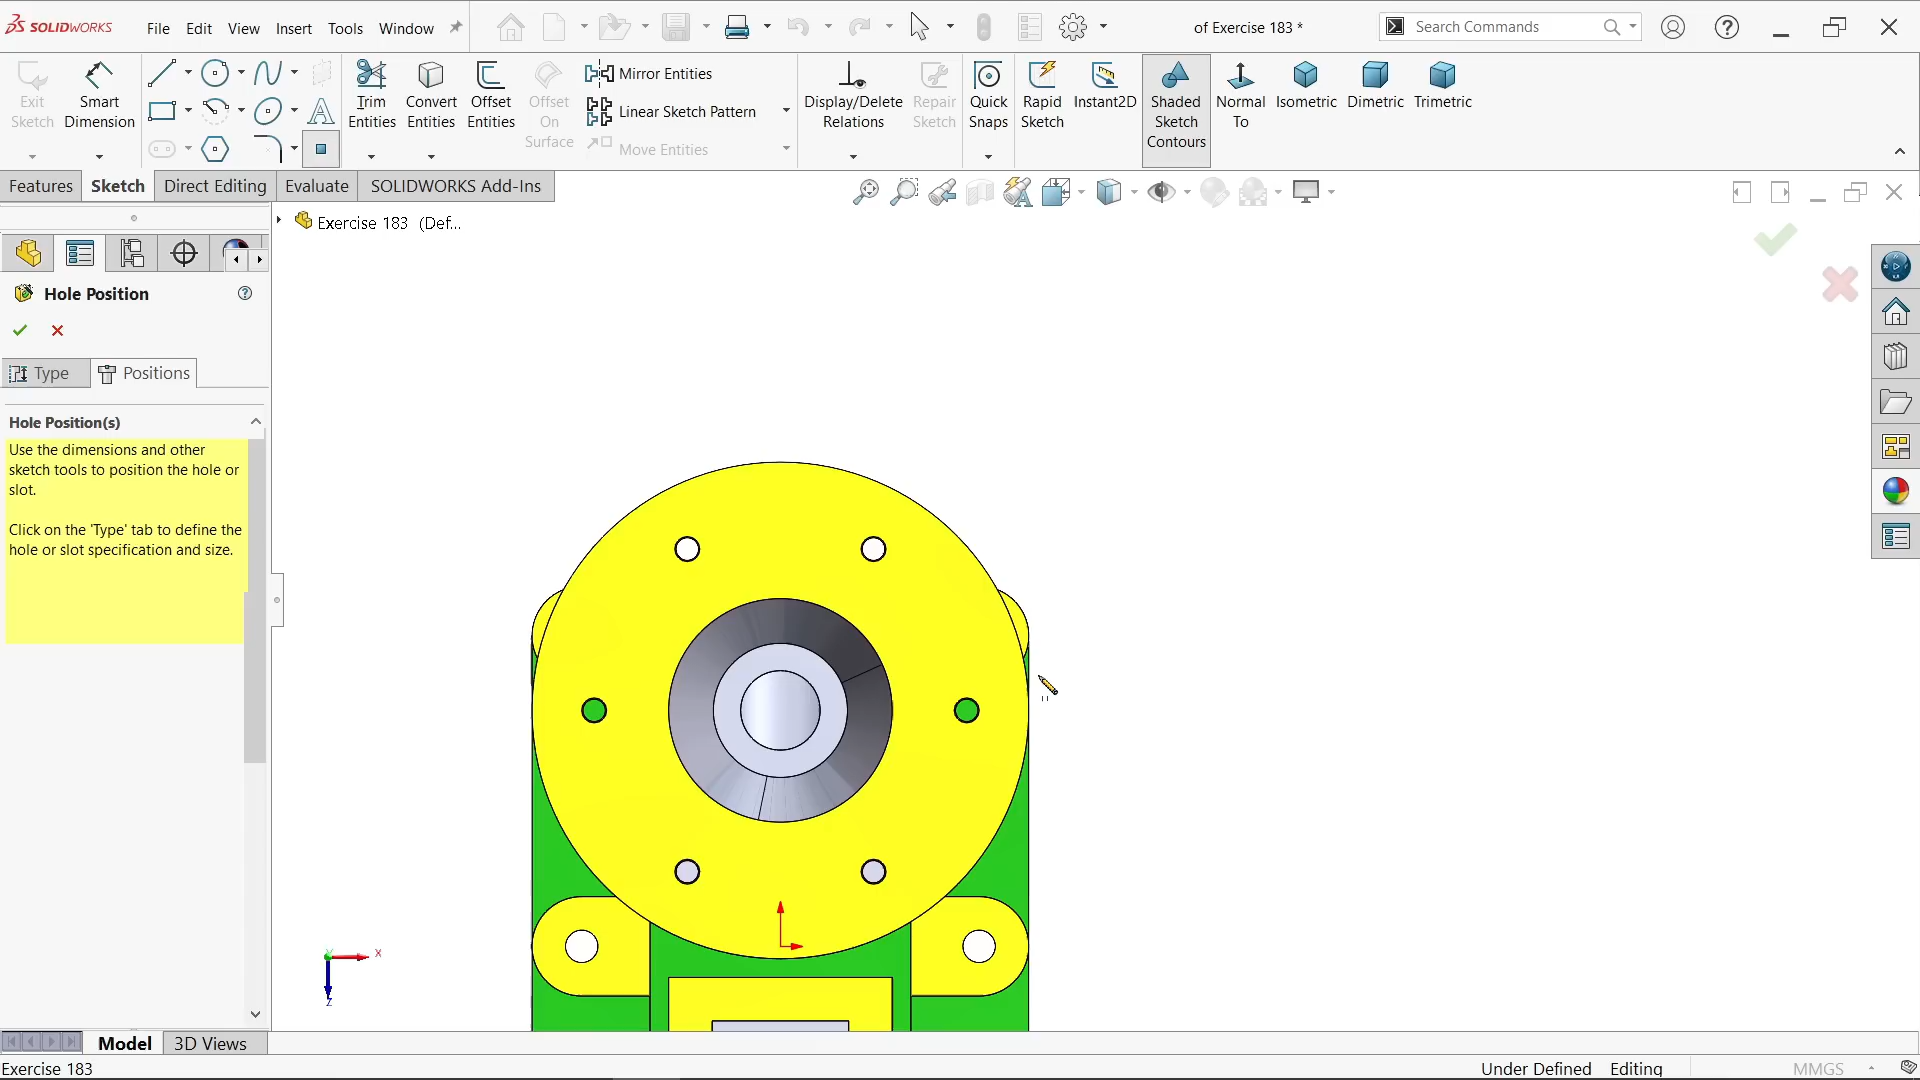 SOLIDWORKS File Edit View Insert Tools Window of Exercise 183 * Search Commands
Exit Sketch
Smart Dimension
Trim Entities
Convert Entities
Offset Entities
Offset On Surface
Mirror Entities
Linear Sketch Pattern
Move Entities
Display/Delete Relations
Repair Sketch
Quick Snaps
Rapid Sketch
Instant2D
Shaded Sketch Contours
Normal To
Isometric
Dimetric
Trimetric
Features Sketch Direct Editing Evaluate SOLIDWORKS Add-Ins
Exercise 183 (Def...
Hole Position
Type Positions
Hole Position(s)
Use the dimensions and other
sketch tools to position the hole or
slot.
Click on the 'Type' tab to define the
hole or slot specification and size.
Y X
Z
Model 3D Views
Exercise 183 Under Defined Editing MMGS